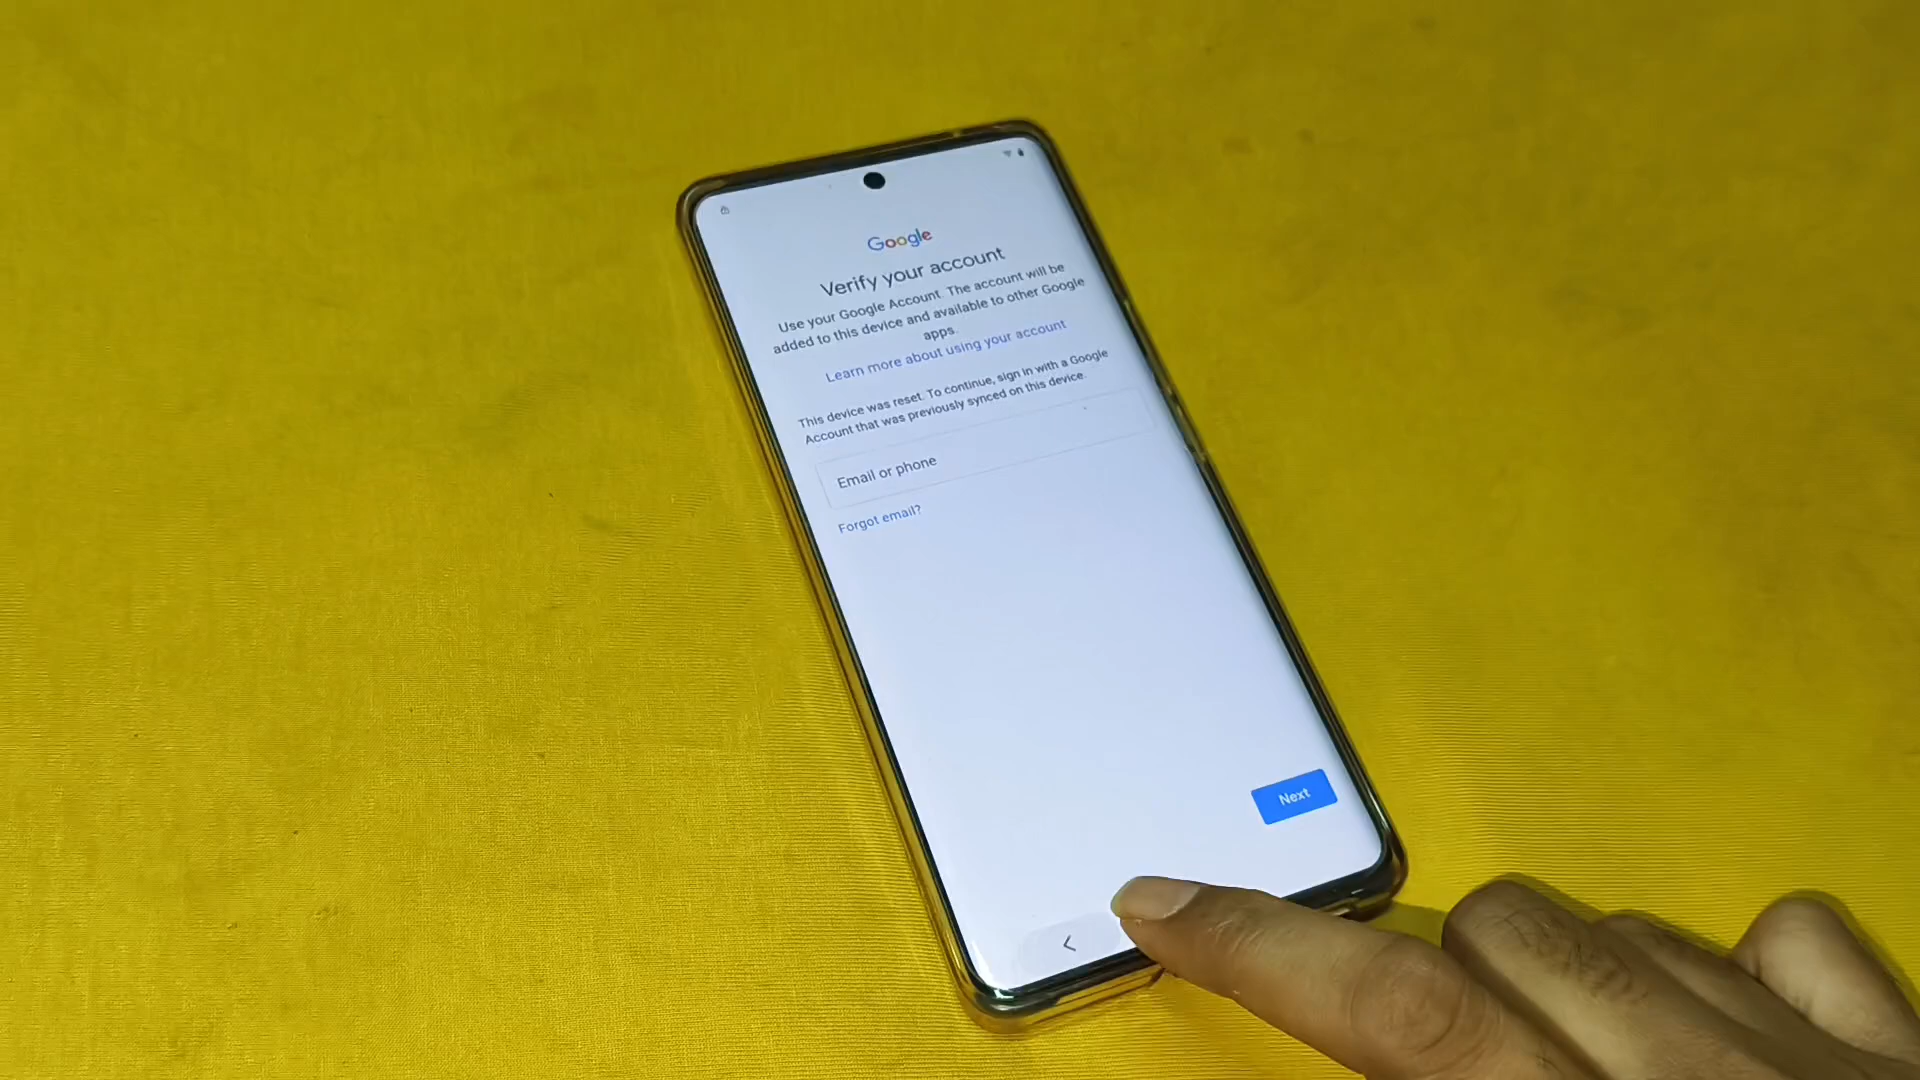 Google
Verify your account
Use your Google Account. The account will be
added to this device and available to other Google
apps.
Learn more about using your account
This device was reset. To continue, sign in with a Google
Account that was previously synced on this device.
Email or phone
Forgot email?
Next